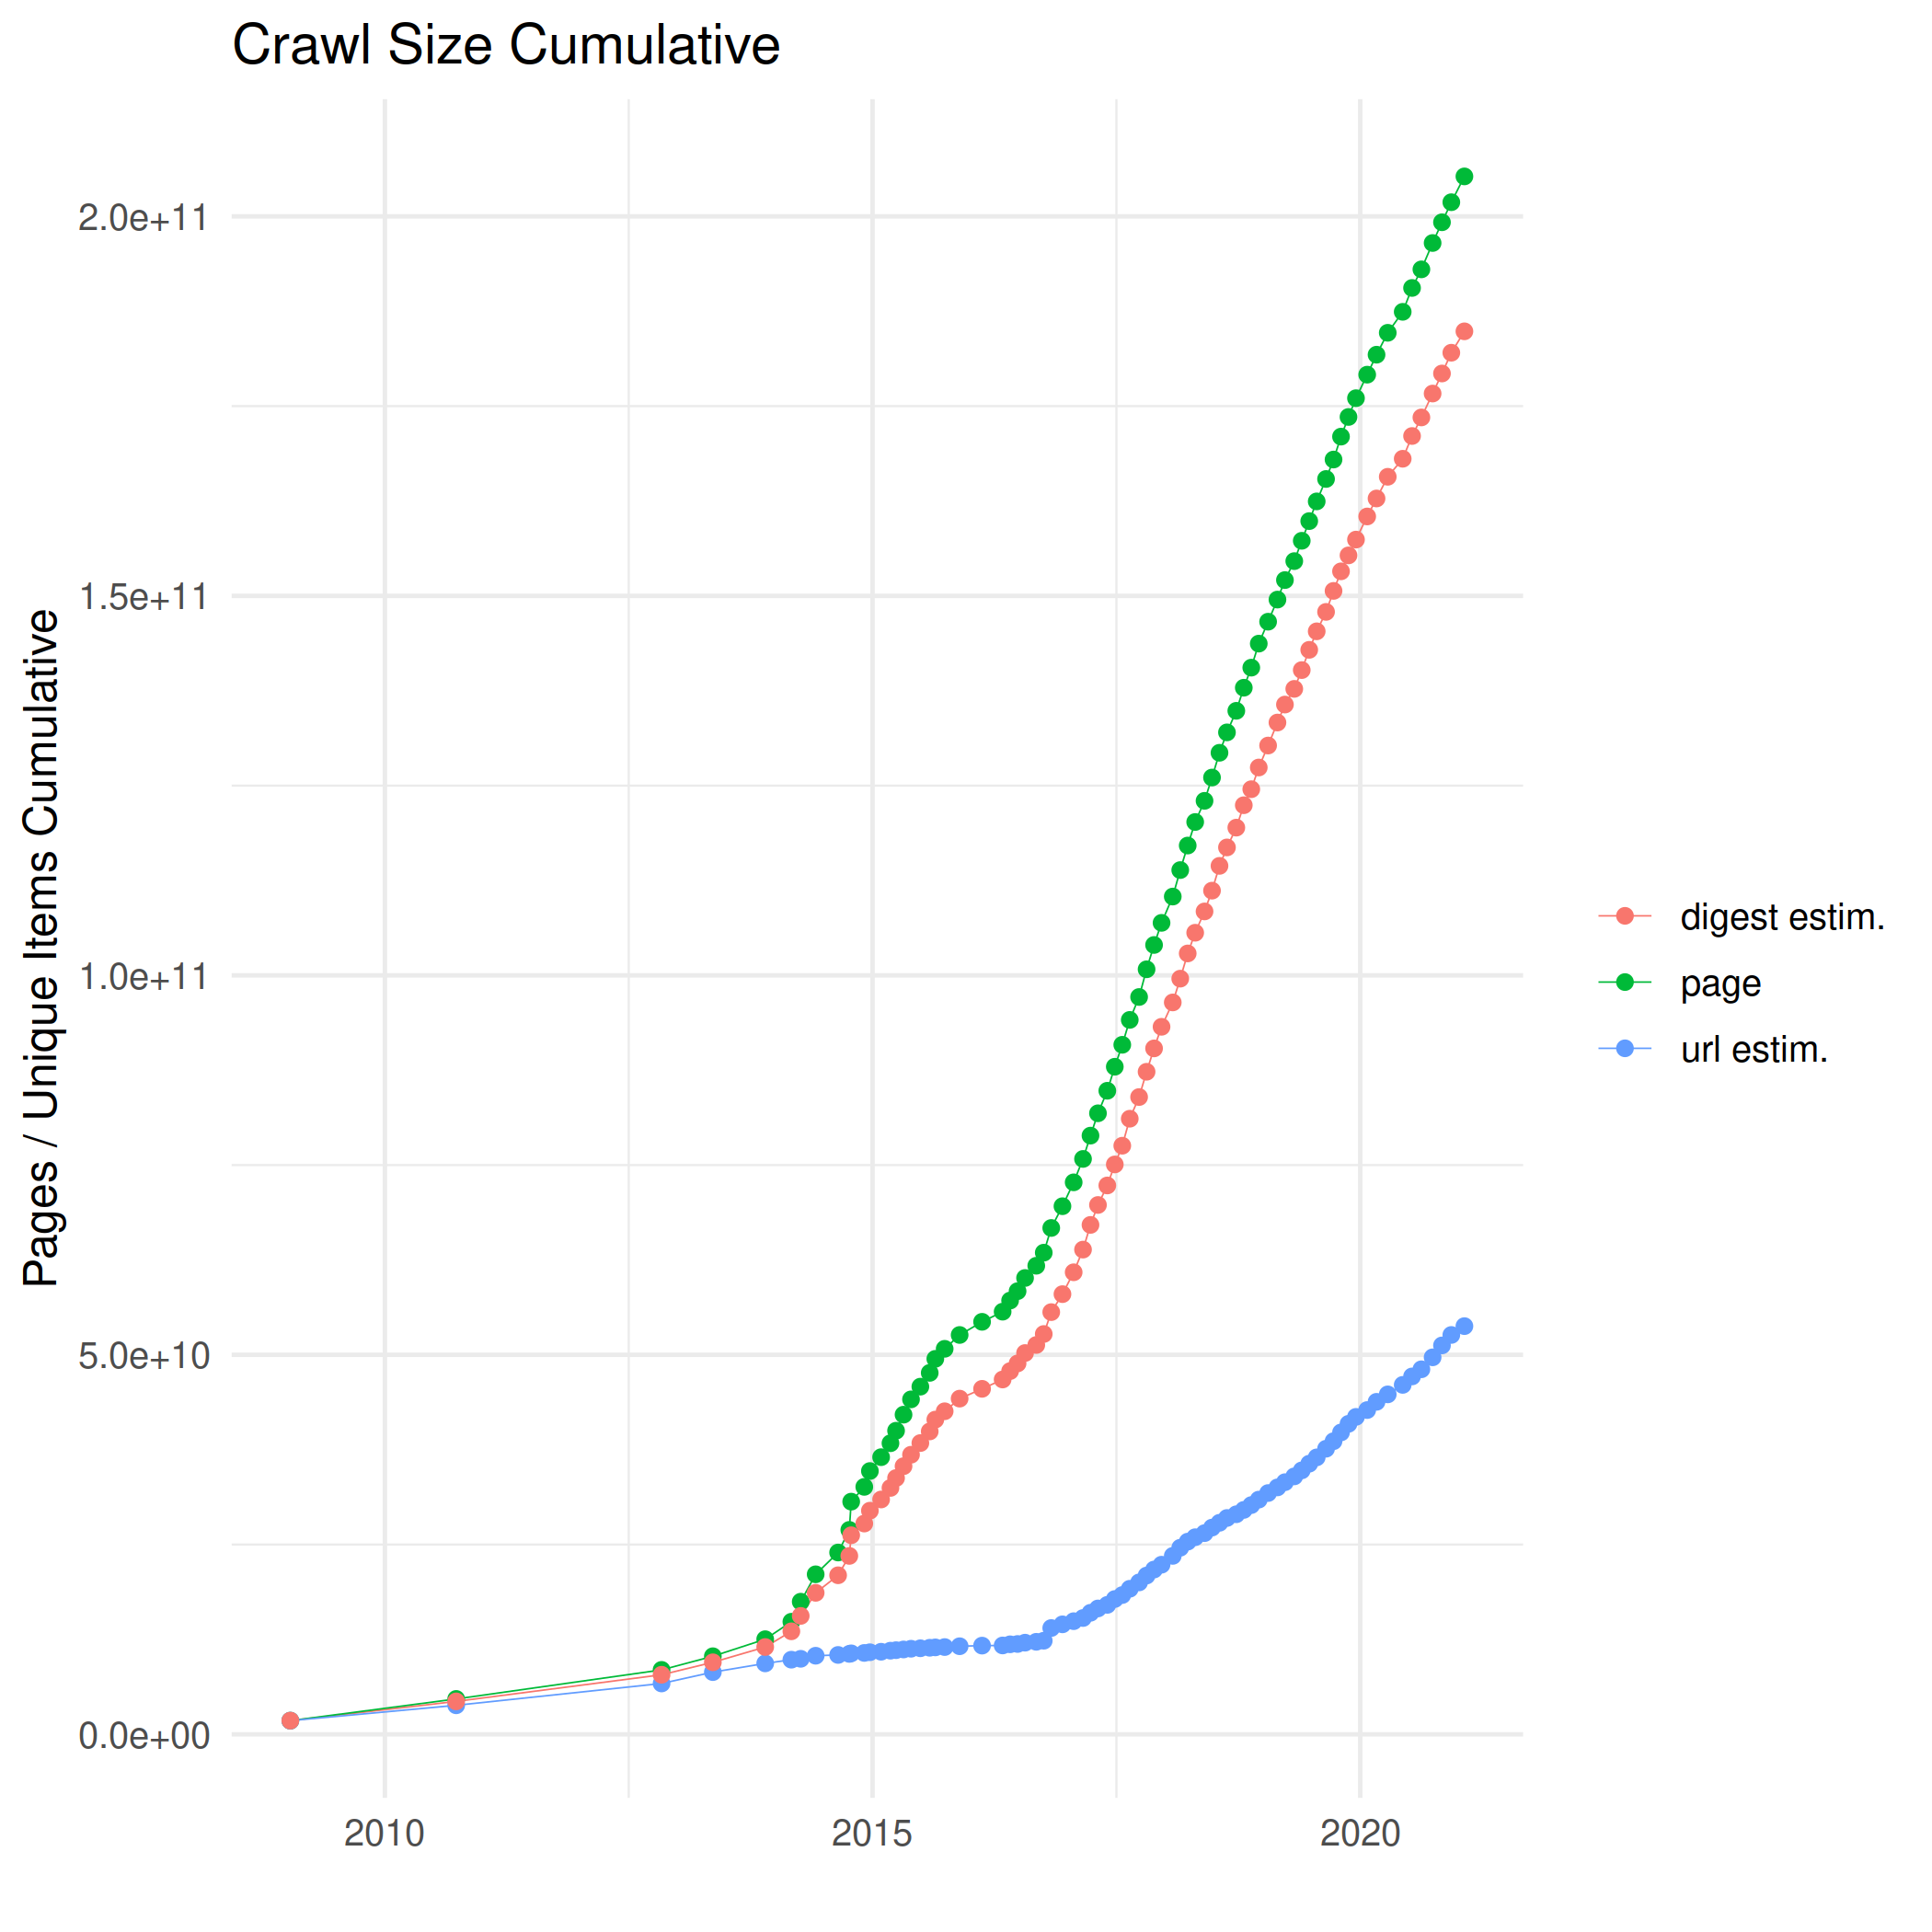 Crawl Size Cumulative
Pages / Unique Items Cumulative
2.0e+11
1.5e+11
1.0e+11
5.0e+10
0.0e+00
2010
2015
2020
digest estim.
page
url estim.